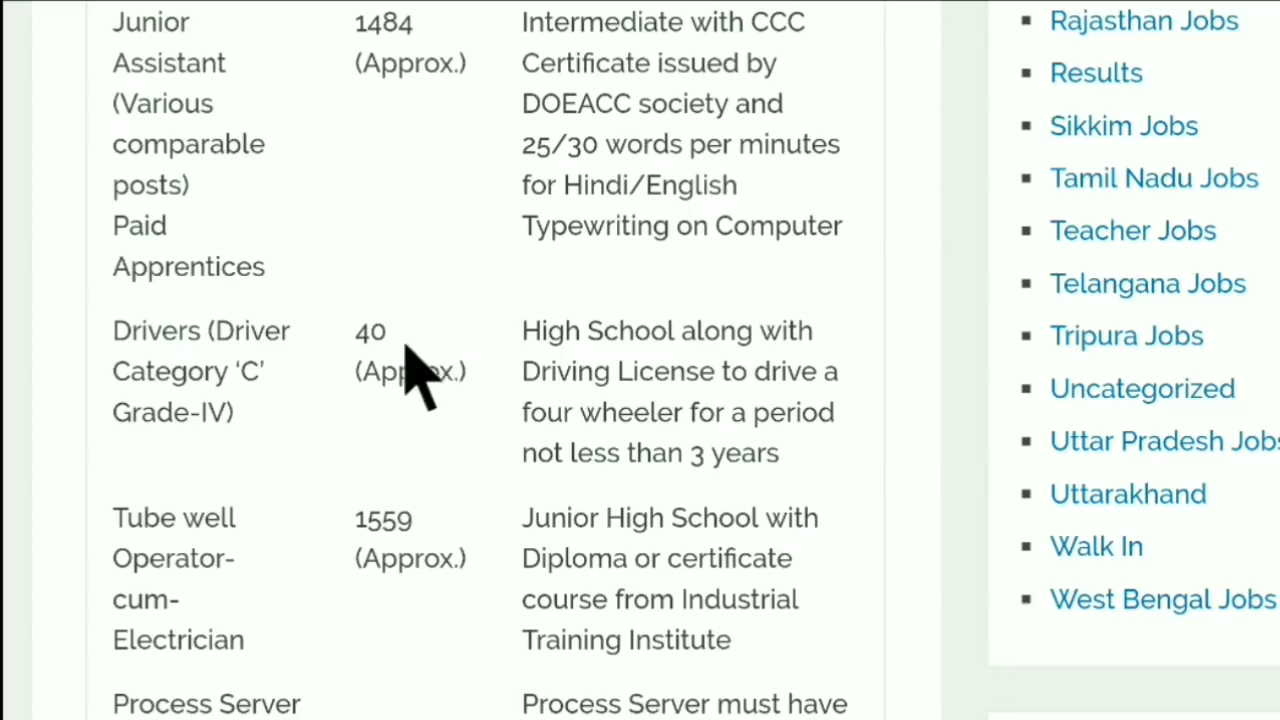 Junior
Assistant
(Various
comparable
posts)
Paid
Apprentices
1484
(Approx.)
Intermediate with CCC
Certificate issued by
DOEACC society and
25/30 words per minutes
for Hindi/English
Typewriting on Computer
Drivers (Driver
Category ‘C’
Grade-IV)
40
(Approx.)
High School along with
Driving License to drive a
four wheeler for a period
not less than 3 years
Tube well
Operator-
cum-
Electrician
1559
(Approx.)
Junior High School with
Diploma or certificate
course from Industrial
Training Institute
Process Server
Process Server must have
Rajasthan Jobs
Results
Sikkim Jobs
Tamil Nadu Jobs
Teacher Jobs
Telangana Jobs
Tripura Jobs
Uncategorized
Uttar Pradesh Jobs
Uttarakhand
Walk In
West Bengal Jobs